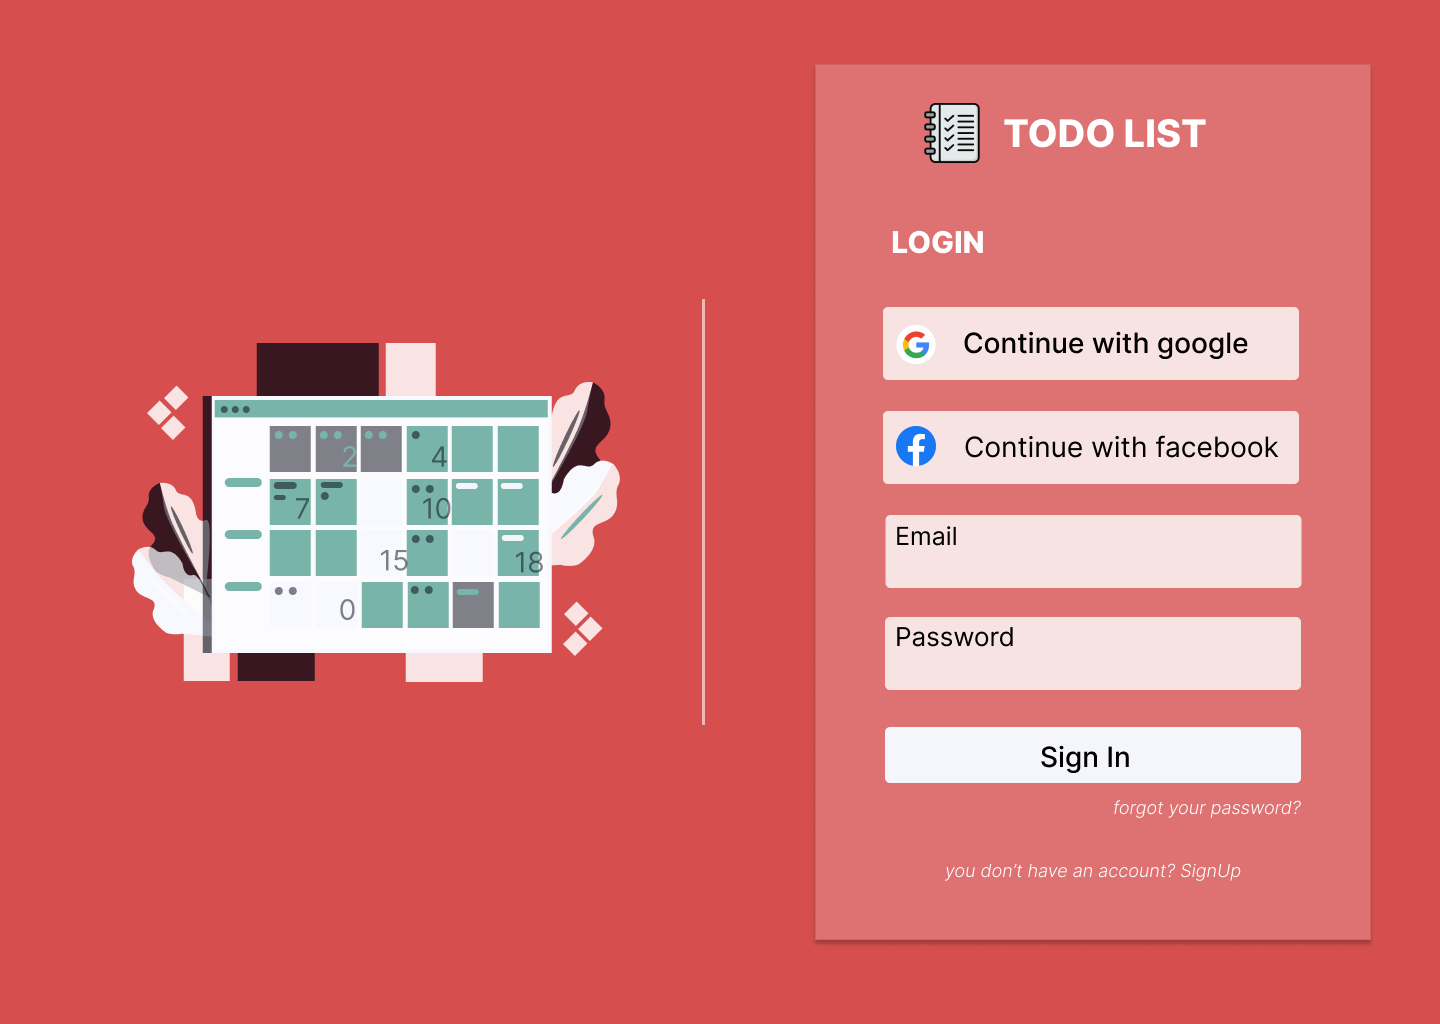 TODO LIST
LOGIN
Continue with google
Continue with facebook
Email
Password
Sign In
forgot your password?
you don’t have an account? SignUp
2
4
7
10
15
18
0